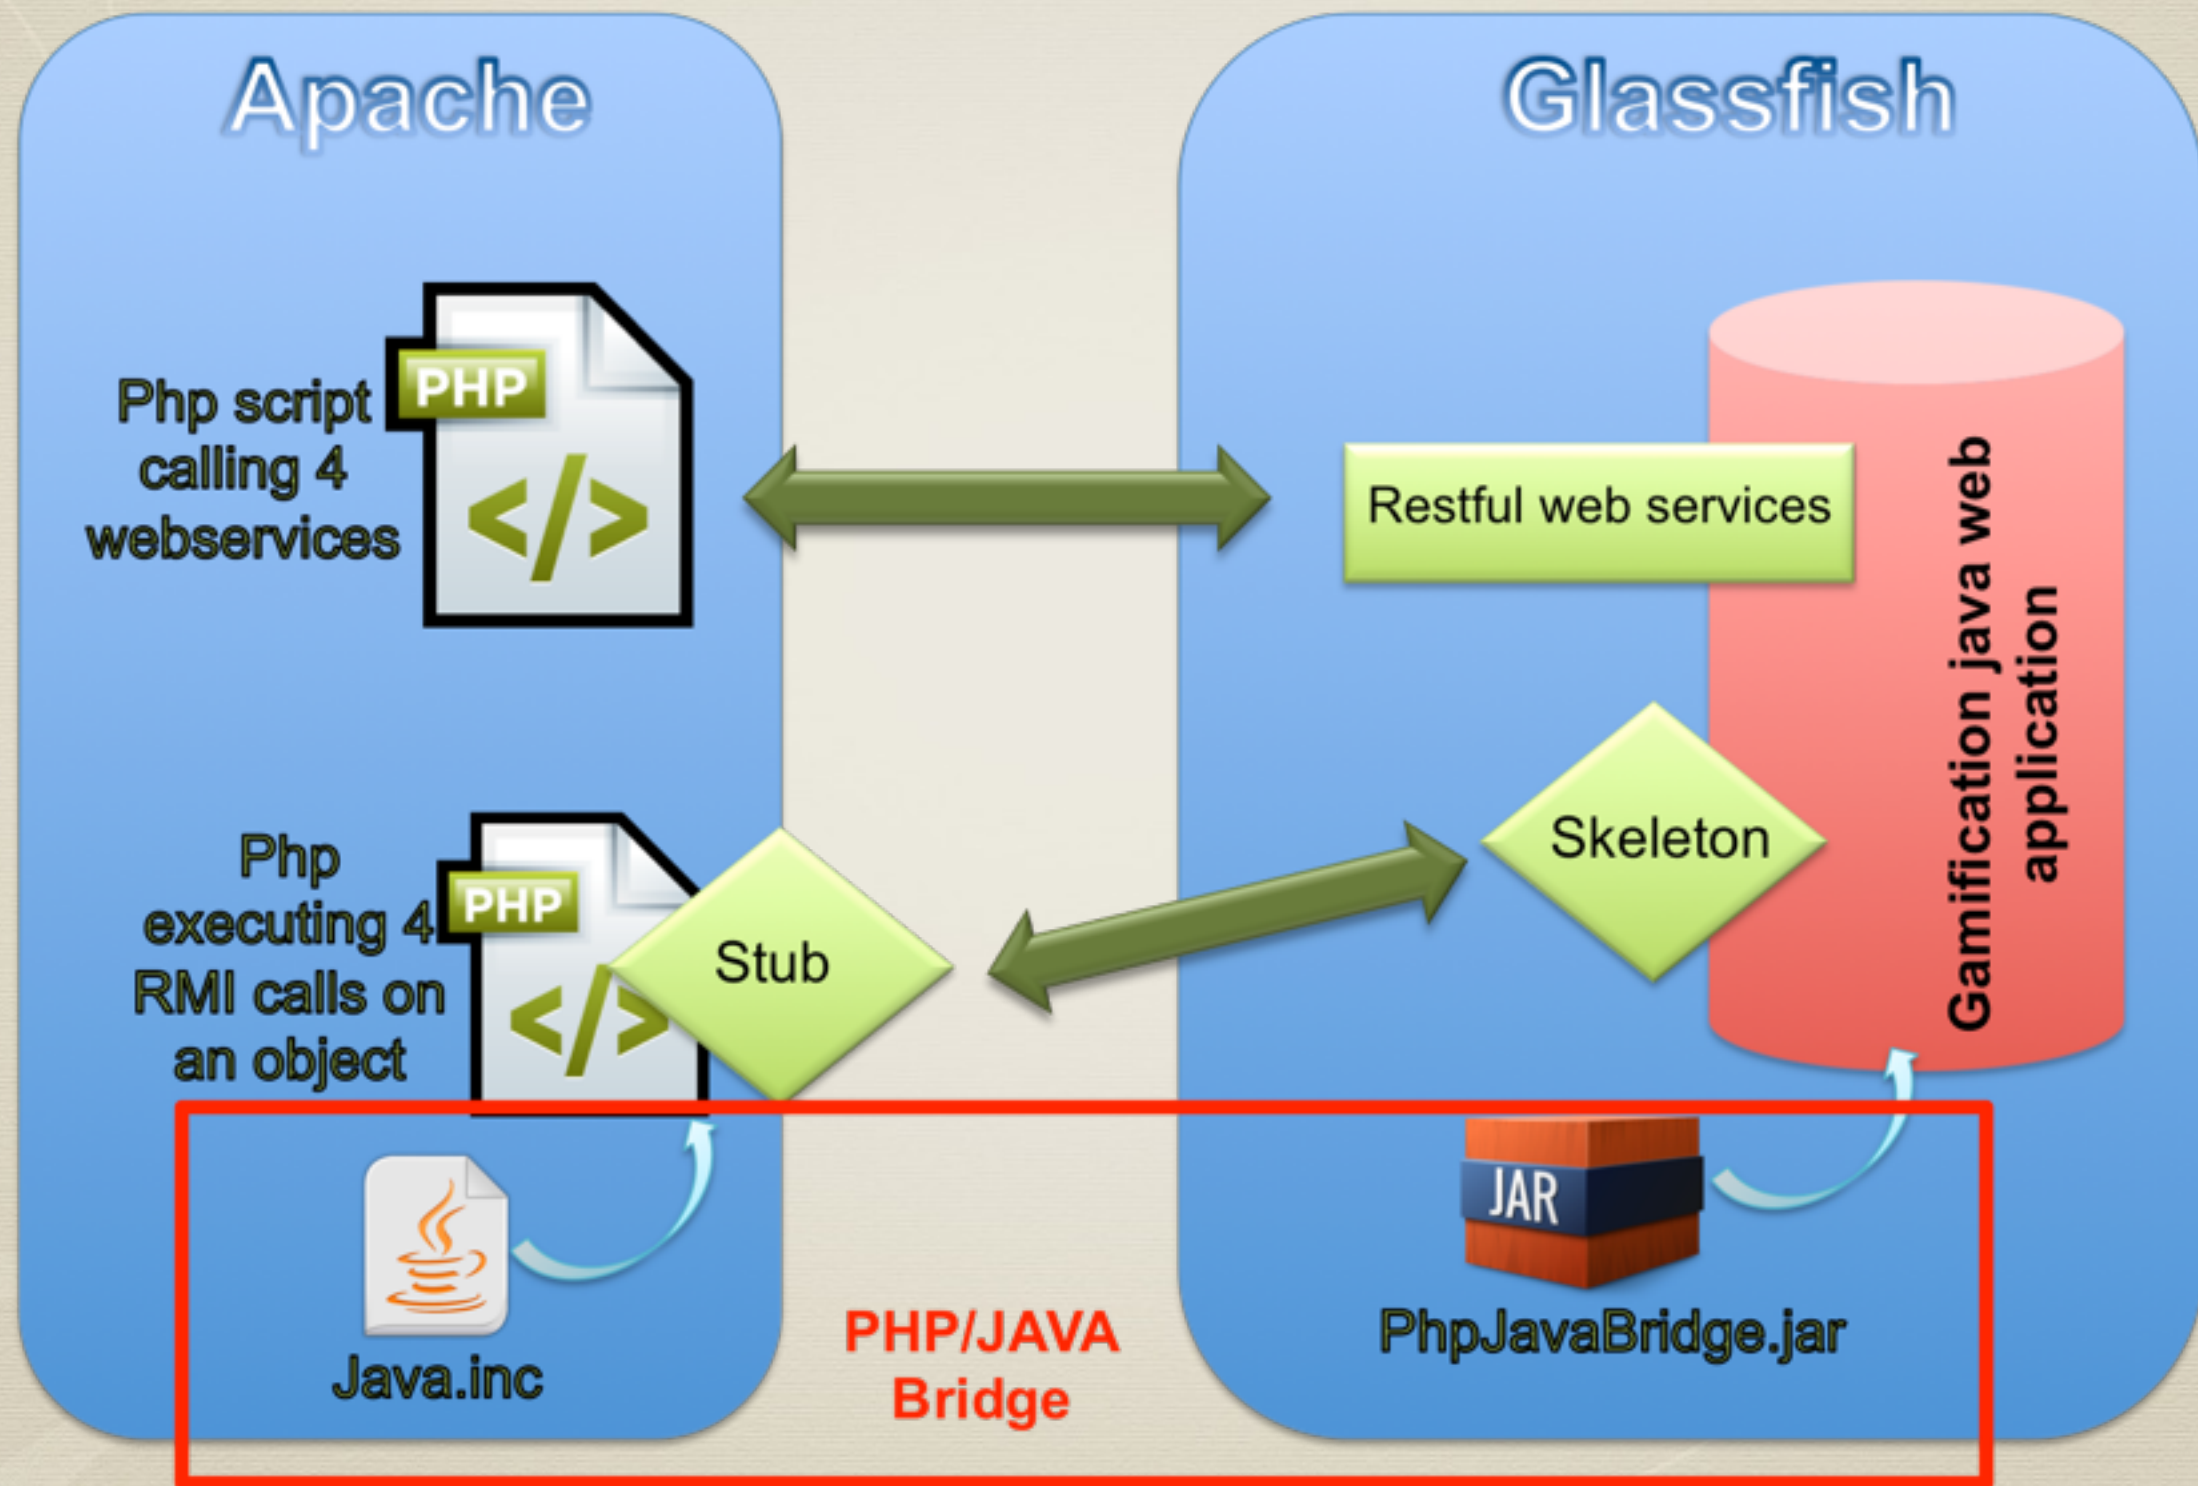 Apache
Glassfish
Php script
calling 4
webservices
PHP
</>
Restful web services
Gamification java web
application
Php
executing 4
RMI calls on
an object
PHP
</>
Stub
Skeleton
Java.inc
PHP/JAVA
Bridge
JAR
PhpJavaBridge.jar